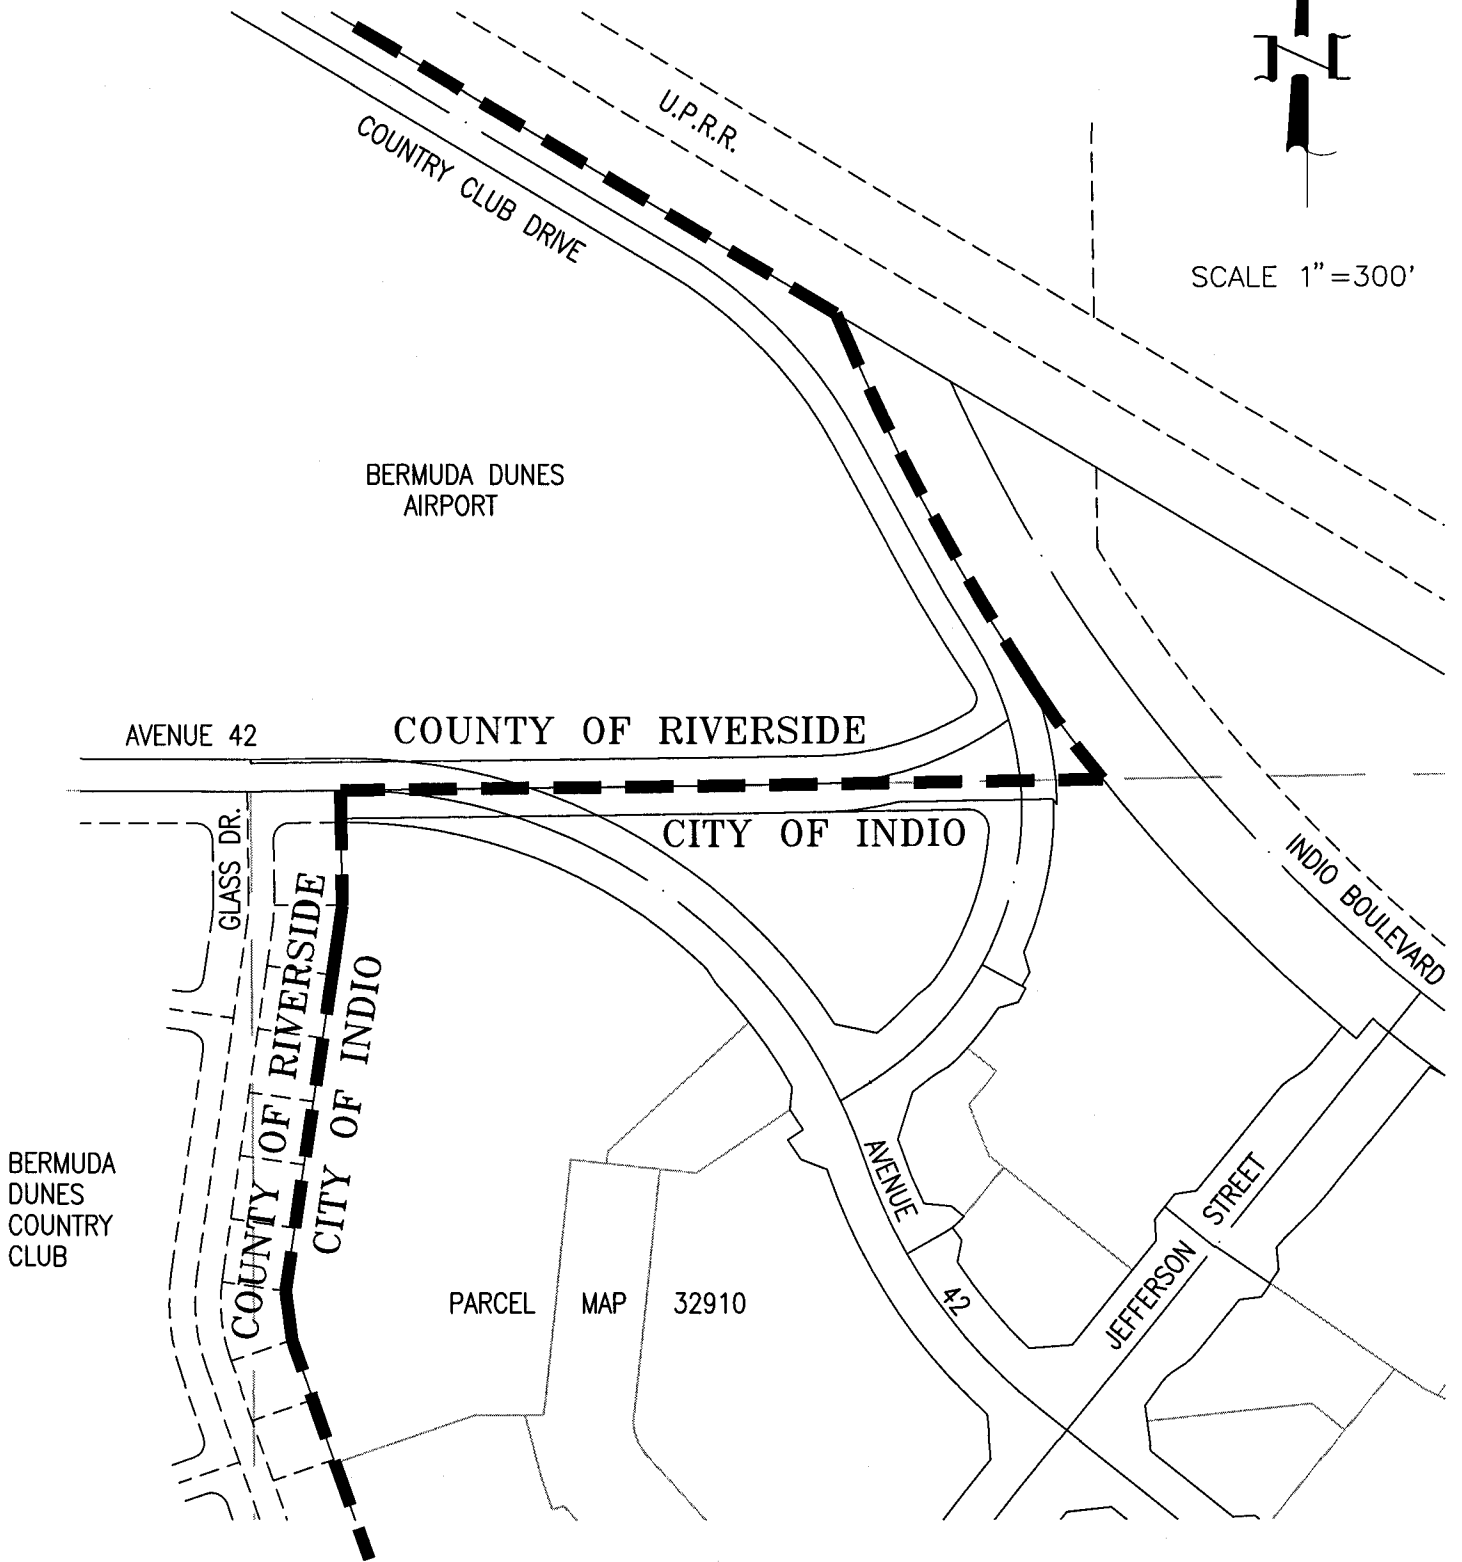 U.P.R.R.
COUNTRY CLUB DRIVE
N
SCALE 1"=300'
BERMUDA DUNES
AIRPORT
AVENUE 42
COUNTY OF RIVERSIDE
CITY OF INDIO
GLASS DR.
INDIO BOULEVARD
COUNTY OF RIVERSIDE
CITY OF INDIO
BERMUDA
DUNES
COUNTRY
CLUB
AVENUE 42
JEFFERSON STREET
PARCEL MAP 32910